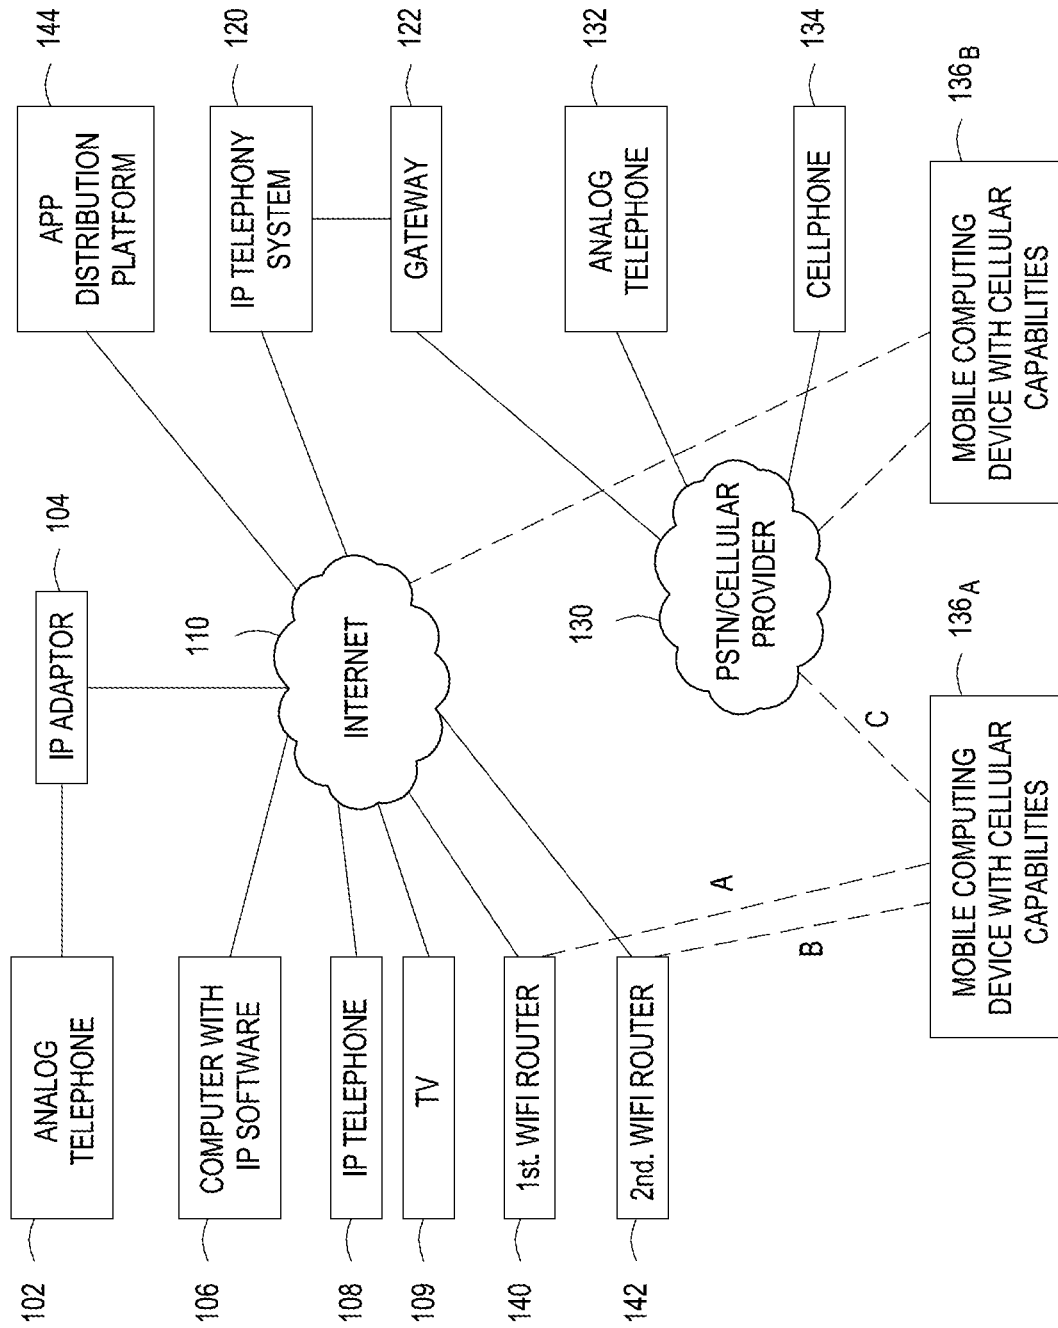 102
ANALOG
TELEPHONE
IP ADAPTOR
104
APP
DISTRIBUTION
PLATFORM
144
106
COMPUTER WITH
IP SOFTWARE
110
INTERNET
IP TELEPHONY
SYSTEM
120
108
IP TELEPHONE
GATEWAY
122
109
TV
140
1st. WIFI ROUTER
130
PSTN/CELLULAR
PROVIDER
ANALOG
TELEPHONE
132
142
2nd. WIFI ROUTER
A
B
C
CELLPHONE
134
MOBILE COMPUTING
DEVICE WITH CELLULAR
CAPABILITIES
136A
MOBILE COMPUTING
DEVICE WITH CELLULAR
CAPABILITIES
136B